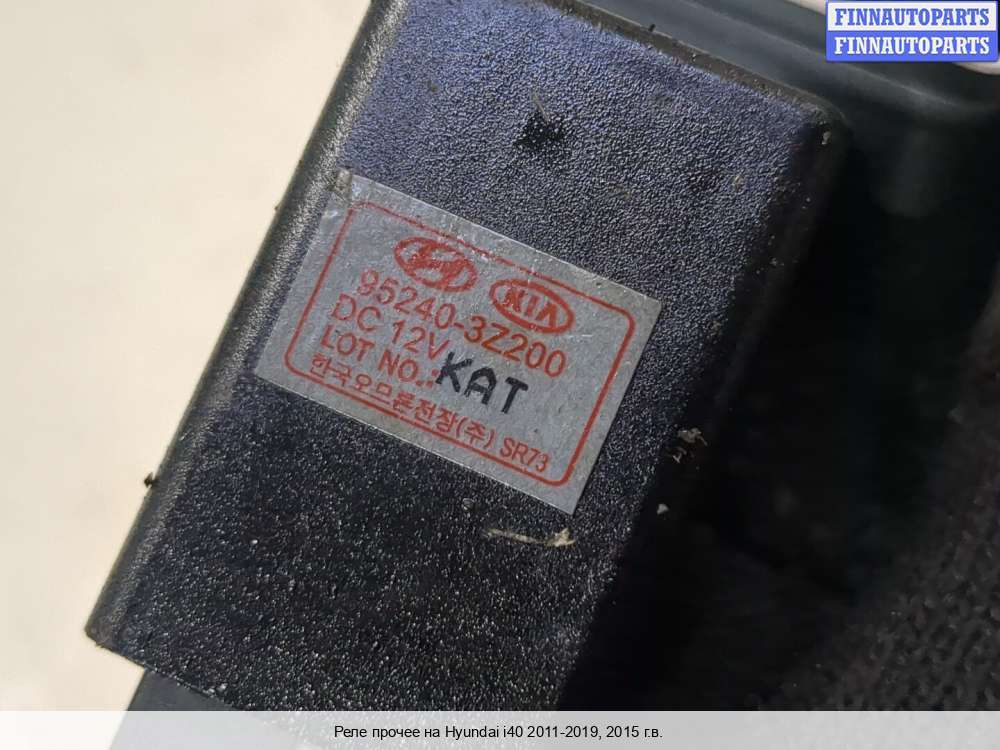 FINNAUTOPARTS
FINNAUTOPARTS
KIA
95240-3Z200
DC 12V
LOT NO.: KAT
한국오므론전장(주) SR73
Реле прочее на Hyundai i40 2011-2019, 2015 г.в.